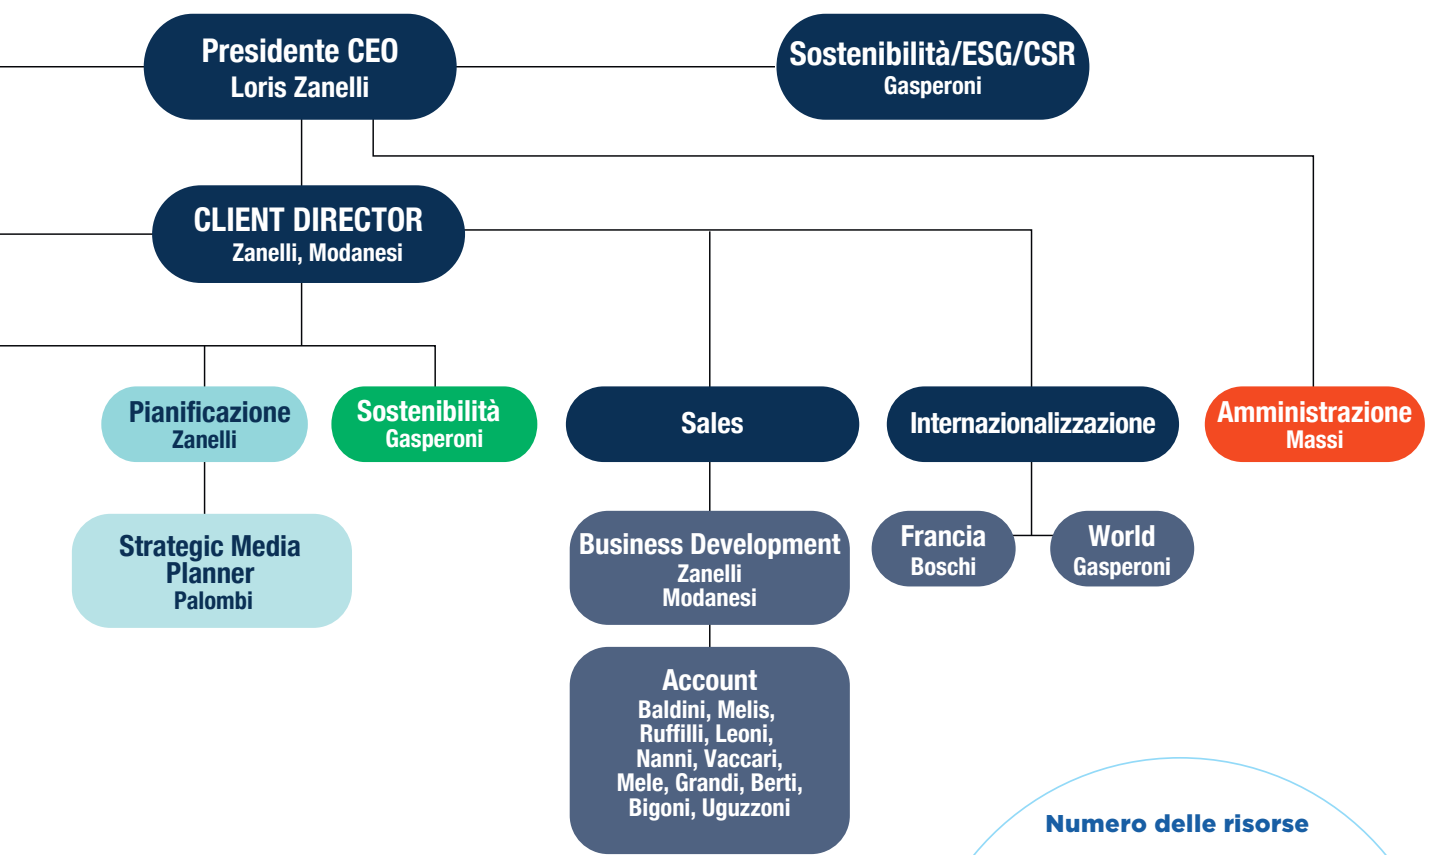 Presidente CEO
Loris Zanelli
Sostenibilità/ESG/CSR
Gasperoni
CLIENT DIRECTOR
Zanelli, Modanesi
Pianificazione
Zanelli
Sostenibilità
Gasperoni
Sales
Internazionalizzazione
Amministrazione
Massi
Strategic Media
Planner
Palombi
Business Development
Zanelli
Modanesi
Francia
Boschi
World
Gasperoni
Account
Baldini, Melis,
Ruffilli, Leoni,
Nanni, Vaccari,
Mele, Grandi, Berti,
Bigoni, Uguzzoni
Numero delle risorse